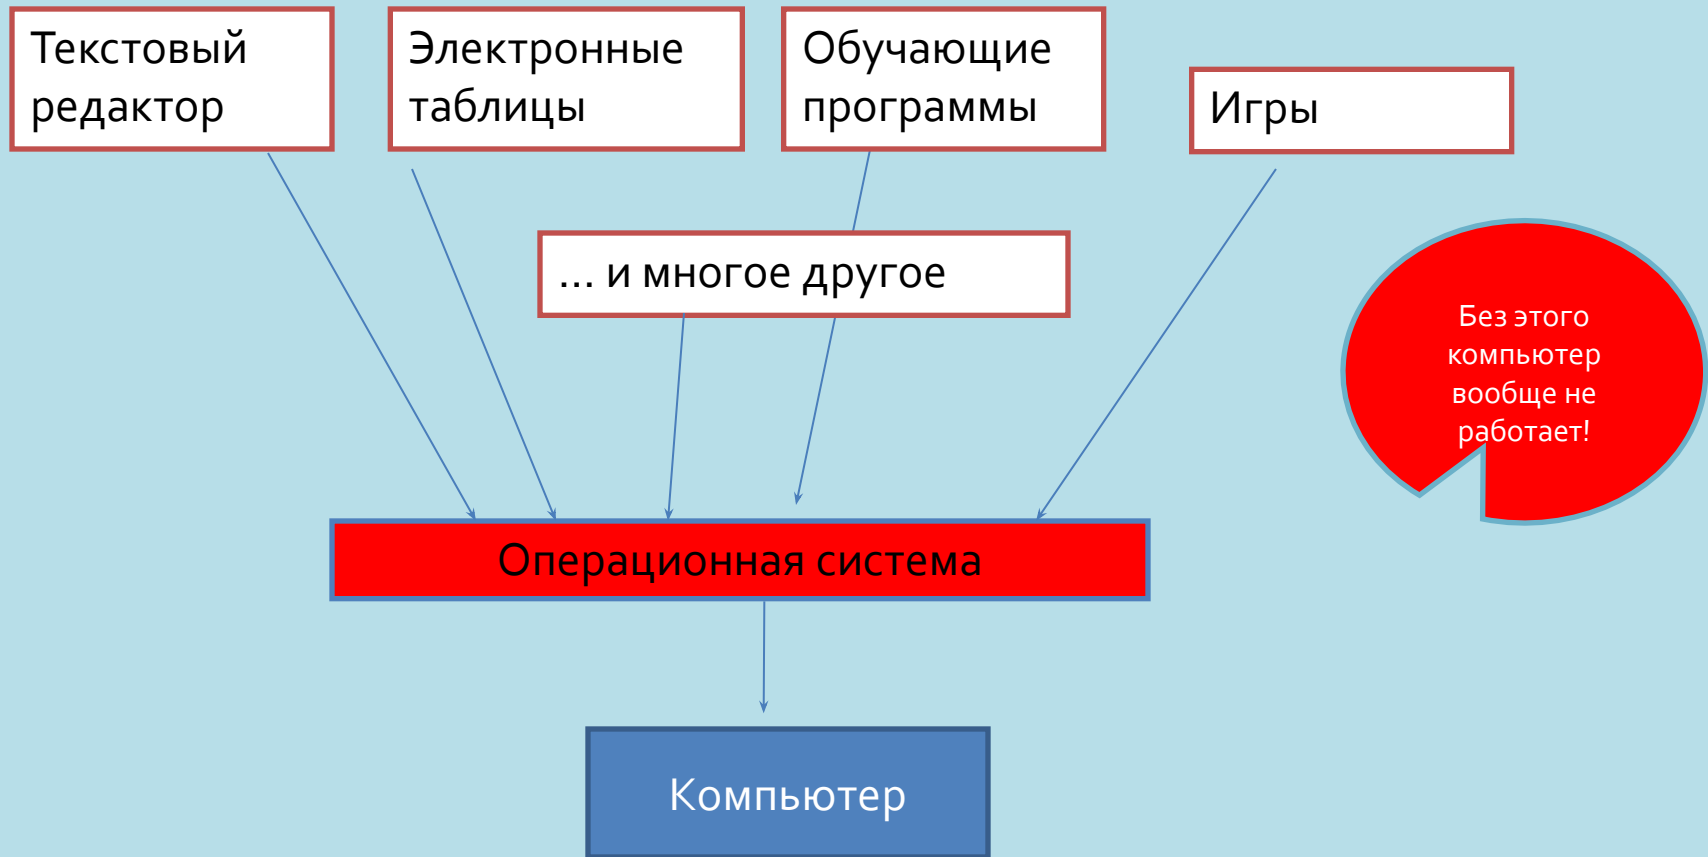 Текстовый
редактор
Электронные
таблицы
Обучающие
программы
Игры
... и многое другое
Без этого
компьютер
вообще не
работает!
Операционная система
Компьютер